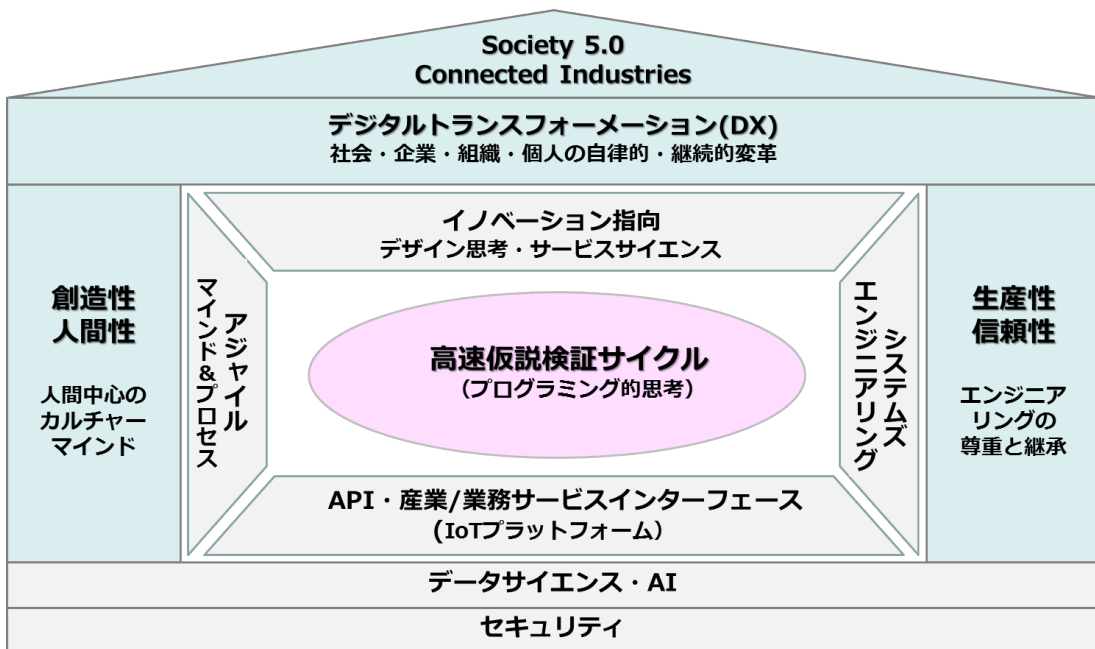 Society 5.0
Connected Industries
デジタルトランスフォーメーション(DX)
社会・企業・組織・個人の自律的・継続的変革
創造性
人間性
人間中心の
カルチャー
マインド
アジャイル
マインド&プロセス
イノベーション指向
デザイン思考・サービスサイエンス
高速仮説検証サイクル
（プログラミング的思考）
API・産業/業務サービスインターフェース
(IoTプラットフォーム）
システムズ
エンジニアリング
生産性
信頼性
エンジニア
リングの
尊重と継承
データサイエンス・AI
セキュリティ